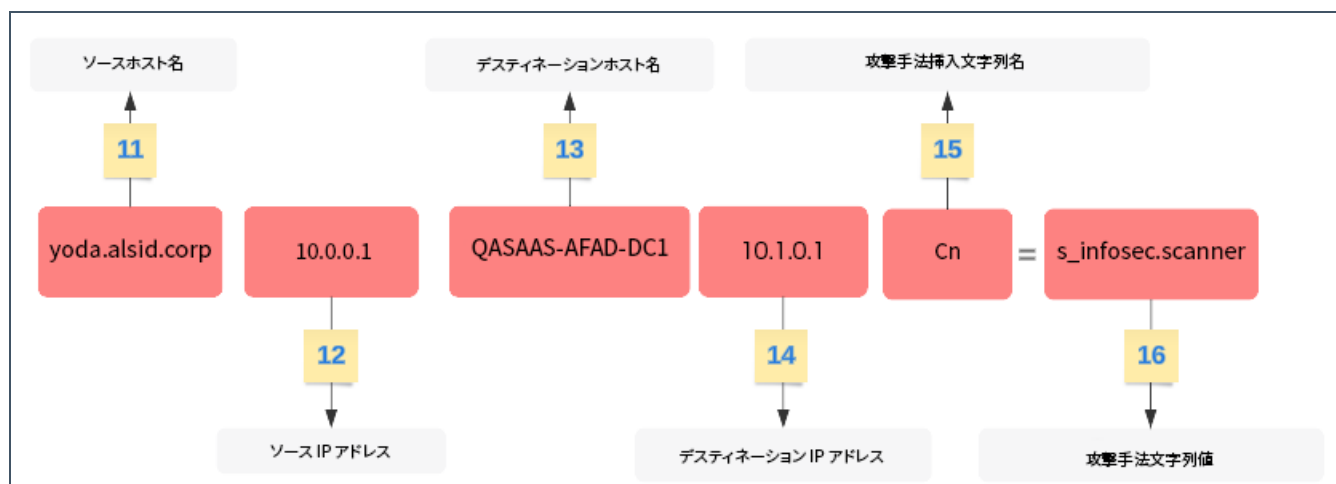 ソースホスト名
デスティネーションホスト名
攻撃手法挿入文字列名
11
13
15
yoda.alsid.corp
10.0.0.1
QASAAS-AFAD-DC1
10.1.0.1
Cn
=
s_infosec.scanner
12
14
16
ソース IP アドレス
デスティネーション IP アドレス
攻撃手法文字列値